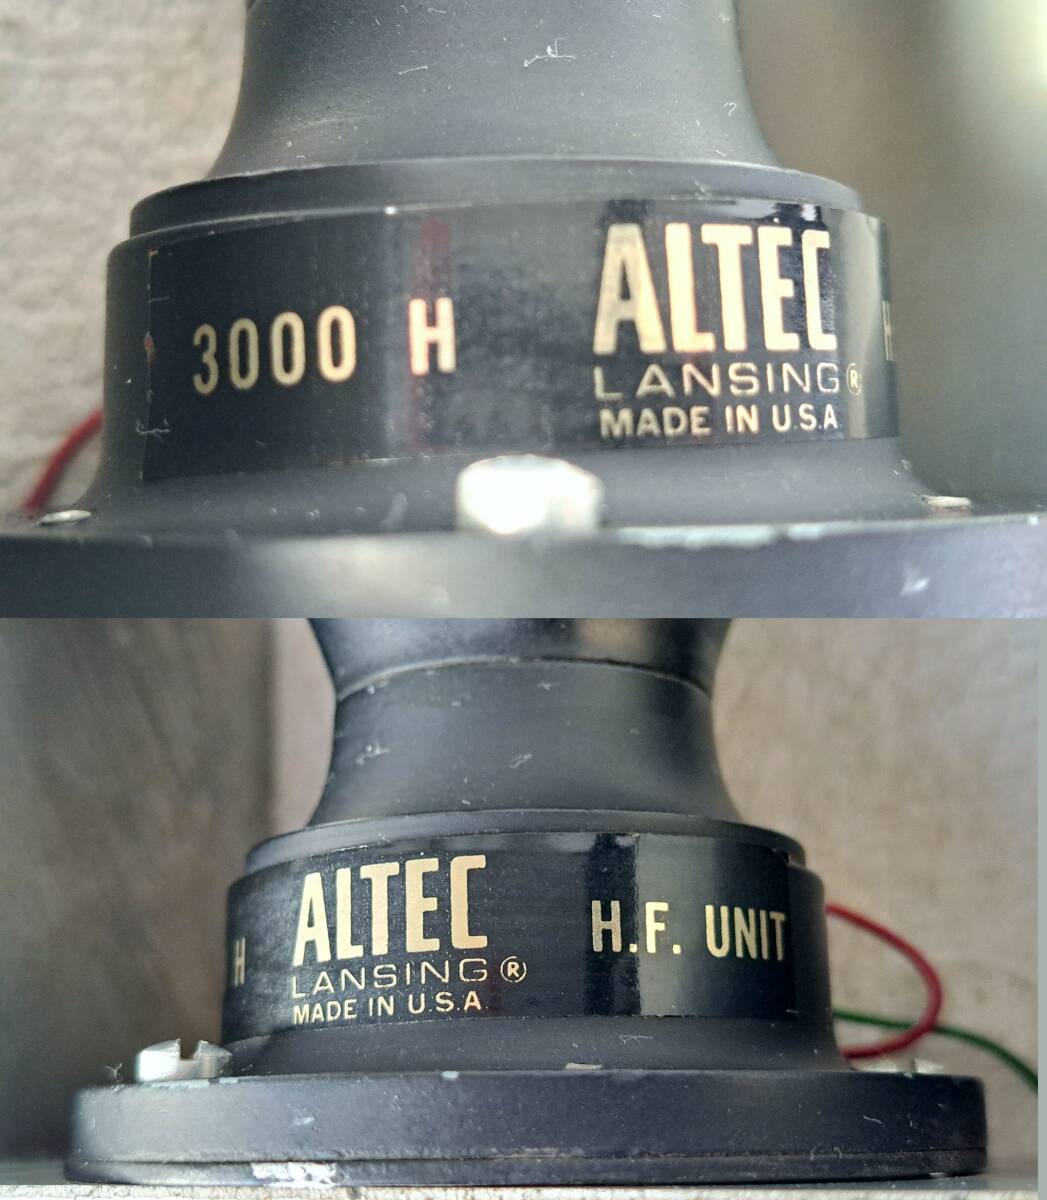 3000 H
ALTEC
LANSING®
MADE IN U.S.A.
H
H
ALTEC
LANSING®
MADE IN U.S.A.
H.F. UNIT